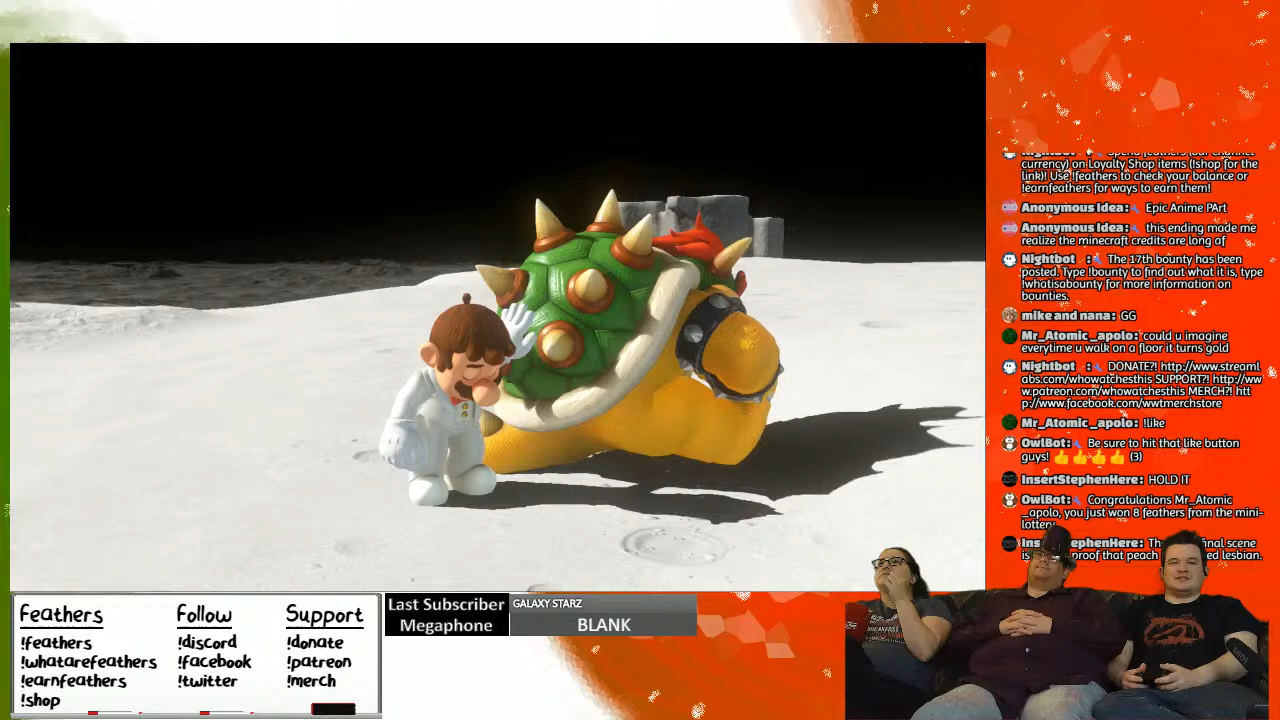 currency) on Loyalty Shop items (!shop for the
link)! Use !feathers to check your balance or
!earnfeathers for ways to earn them!
Anonymous Idea: Epic Anime PArt
Anonymous Idea: this ending made me
realize the minecraft credits are long af
Nightbot : The 17th bounty has been
posted. Type !bounty to find out what it is, type
!whatisabounty for more information on
bounties.
mike and nana: GG
Mr_Atomic_apolo: could u imagine
everytime u walk on a floor it turns gold
Nightbot : DONATE?! http://www.streaml
abs.com/whowatchesthis SUPPORT?! http://ww
w.patreon.com/whowatchesthis MERCH?! htt
p://www.facebook.com/wwtmerchstore
Mr_Atomic_apolo: !like
OwlBot: Be sure to hit that like button
guys! 👍👍👍👍 (3)
InsertStephenHere: HOLD IT
OwlBot: Congratulations Mr_Atomic
_apolo, you just won 8 feathers from the mini-
lottery
final scene
proof that peach
ed lesbian.
feathers
!feathers
!whatarefeathers
!earnfeathers
!shop
Follow
!discord
!facebook
!twitter
Support
!donate
!patreon
!merch
Last Subscriber
Megaphone
GALAXY STARZ
BLANK